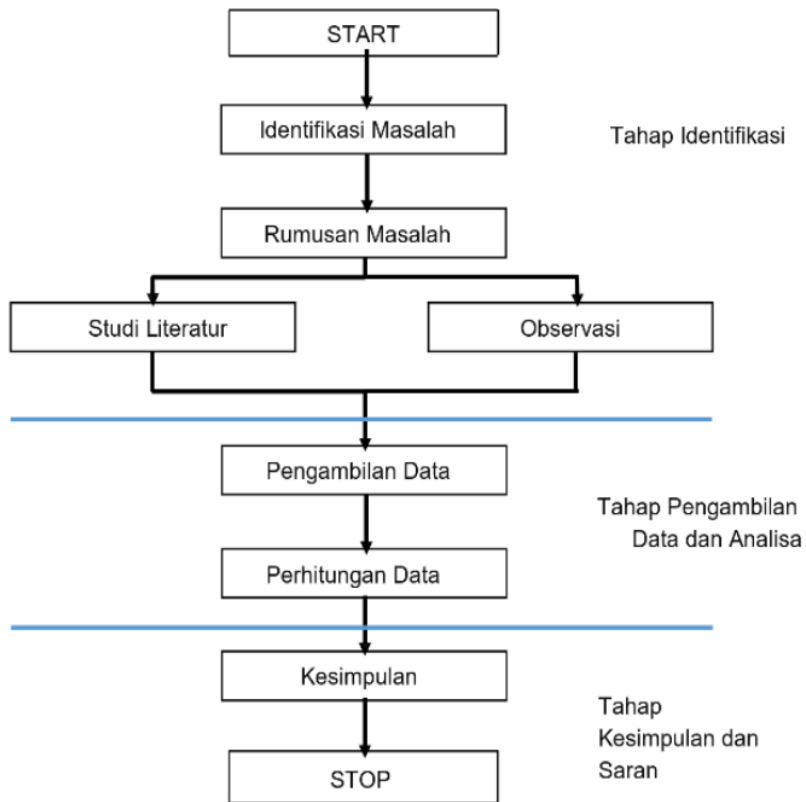 START
Identifikasi Masalah
Tahap Identifikasi
Rumusan Masalah
Studi Literatur
Observasi
Pengambilan Data
Tahap Pengambilan
Data dan Analisa
Perhitungan Data
Kesimpulan
Tahap
Kesimpulan dan
Saran
STOP